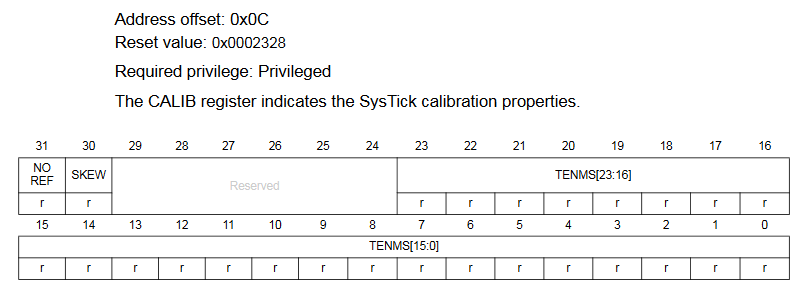 Address offset: 0x0C
Reset value: 0x0002328
Required privilege: Privileged
The CALIB register indicates the SysTick calibration properties.
31 30 29 28 27 26 25 24 23 22 21 20 19 18 17 16
NO REF SKEW Reserved TENMS[23:16]
r r r r r r r r r r
15 14 13 12 11 10 9 8 7 6 5 4 3 2 1 0
TENMS[15:0]
r r r r r r r r r r r r r r r r